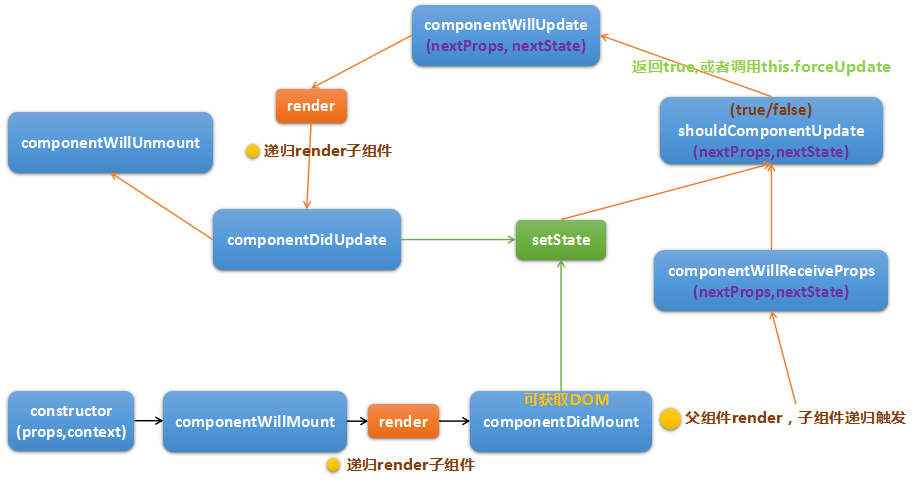 componentWillUpdate
(nextProps, nextState)
返回true,或者调用this.forceUpdate
render
(true/false)
shouldComponentUpdate
(nextProps,nextState)
componentWillUnmount
递归render子组件
componentDidUpdate
setState
componentWillReceiveProps
(nextProps,nextState)
constructor
(props,context)
componentWillMount
render
可获取DOM
componentDidMount
父组件render，子组件递归触发
递归render子组件